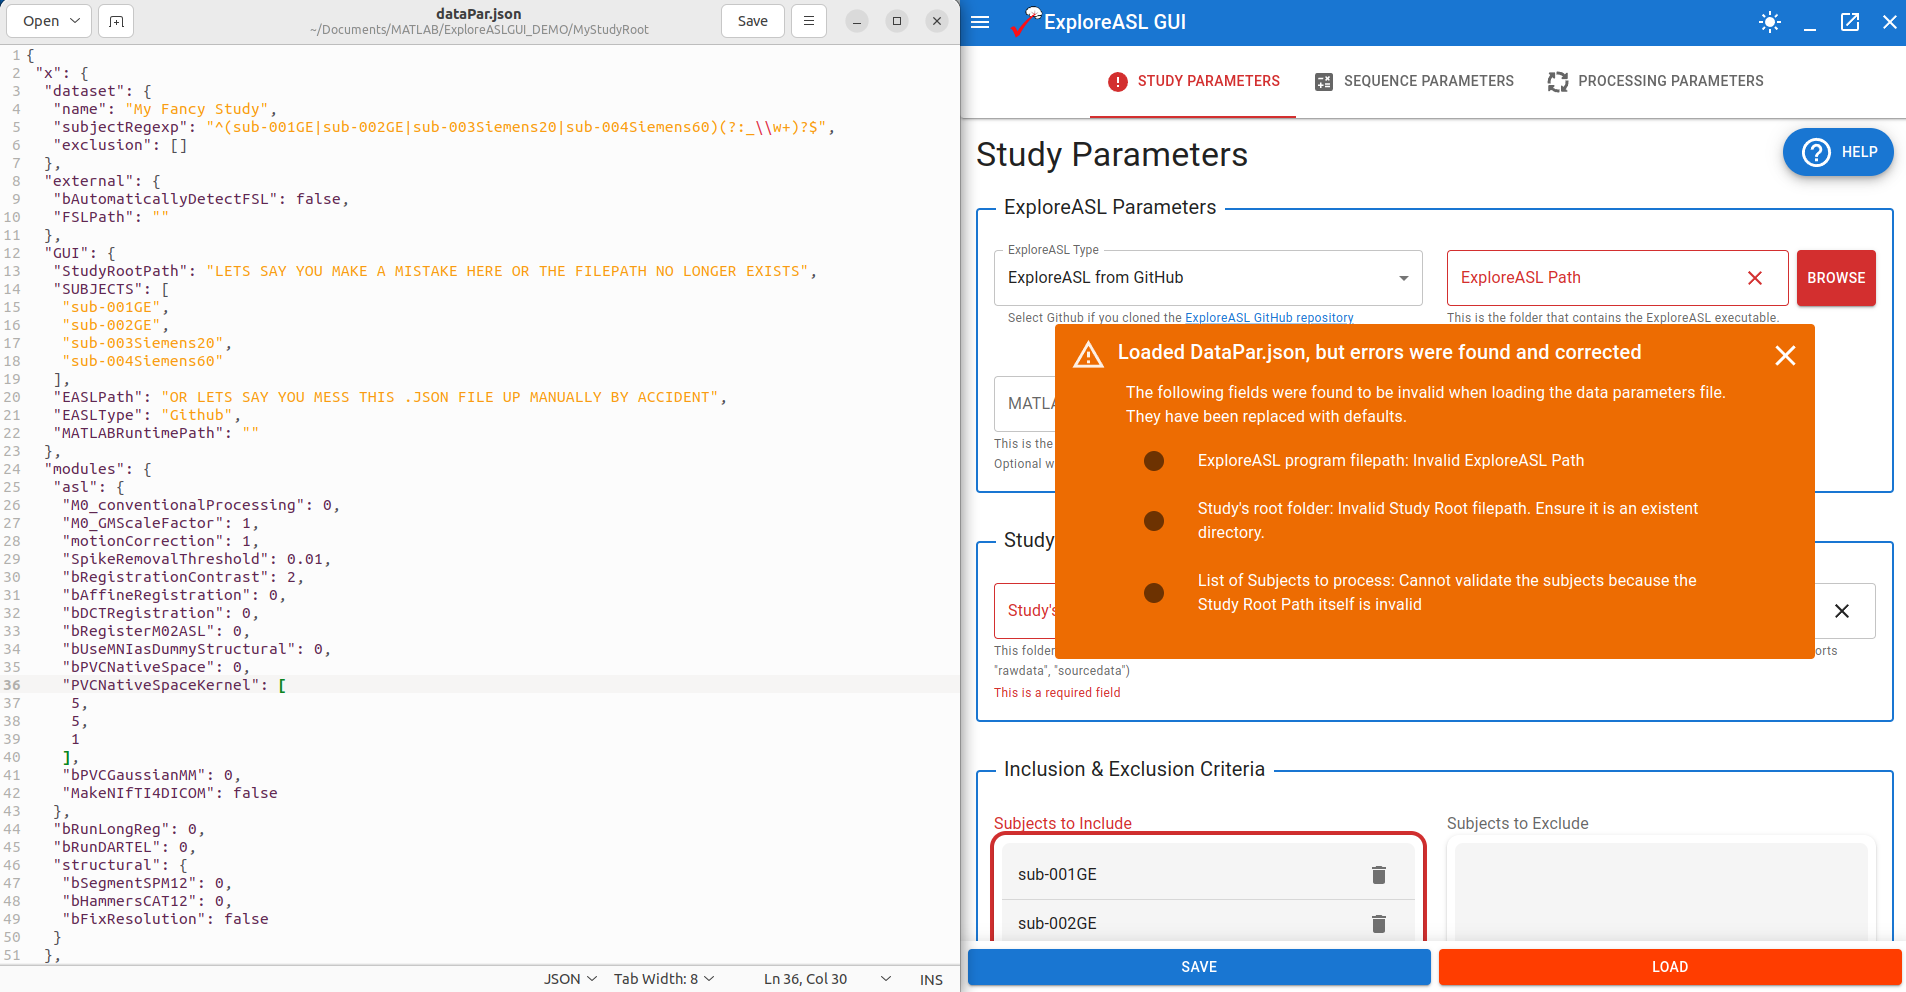 Open
dataPar.json
~/Documents/MATLAB/ExploreASLGUI_DEMO/MyStudyRoot
Save
1 {
2 "x": {
3 "dataset": {
4 "name": "My Fancy Study",
5 "subjectRegexp": "^(sub-001GE|sub-002GE|sub-003Siemens20|sub-004Siemens60)(?:_\\w+)?$",
6 "exclusion": []
7 },
8 "external": {
9 "bAutomaticallyDetectFSL": false,
10 "FSLPath": ""
11 },
12 "GUI": {
13 "StudyRootPath": "LETS SAY YOU MAKE A MISTAKE HERE OR THE FILEPATH NO LONGER EXISTS",
14 "SUBJECTS": [
15 "sub-001GE",
16 "sub-002GE",
17 "sub-003Siemens20",
18 "sub-004Siemens60"
19 ],
20 "EASLPath": "OR LETS SAY YOU MESS THIS .JSON FILE UP MANUALLY BY ACCIDENT",
21 "EASLType": "Github",
22 "MATLABRuntimePath": ""
23 },
24 "modules": {
25 "asl": {
26 "M0_conventionalProcessing": 0,
27 "M0_GMScaleFactor": 1,
28 "motionCorrection": 1,
29 "SpikeRemovalThreshold": 0.01,
30 "bRegistrationContrast": 2,
31 "bAffineRegistration": 0,
32 "bDCTRegistration": 0,
33 "bRegisterM02ASL": 0,
34 "bUseMNIasDummyStructural": 0,
35 "bPVCNativeSpace": 0,
36 "PVCNativeSpaceKernel": [
37 5,
38 5,
39 1
40 ],
41 "bPVCGaussianMM": 0,
42 "MakeNIfTI4DICOM": false
43 },
44 "bRunLongReg": 0,
45 "bRunDARTEL": 0,
46 "structural": {
47 "bSegmentSPM12": 0,
48 "bHammersCAT12": 0,
49 "bFixResolution": false
50 }
51 },
JSON Tab Width: 8 Ln 36, Col 30 INS
ExploreASL GUI
STUDY PARAMETERS SEQUENCE PARAMETERS PROCESSING PARAMETERS
Study Parameters
HELP
ExploreASL Parameters
ExploreASL Type
ExploreASL from GitHub
ExploreASL Path
BROWSE
Select Github if you cloned the ExploreASL GitHub repository
This is the folder that contains the ExploreASL executable.
MATLA
This is the
Optional w
Loaded DataPar.json, but errors were found and corrected
The following fields were found to be invalid when loading the data parameters file.
They have been replaced with defaults.
ExploreASL program filepath: Invalid ExploreASL Path
Study's root folder: Invalid Study Root filepath. Ensure it is an existent
directory.
List of Subjects to process: Cannot validate the subjects because the
Study Root Path itself is invalid
Study
Study's
This folder
orts
"rawdata", "sourcedata")
This is a required field
Inclusion & Exclusion Criteria
Subjects to Include
Subjects to Exclude
sub-001GE
sub-002GE
SAVE
LOAD